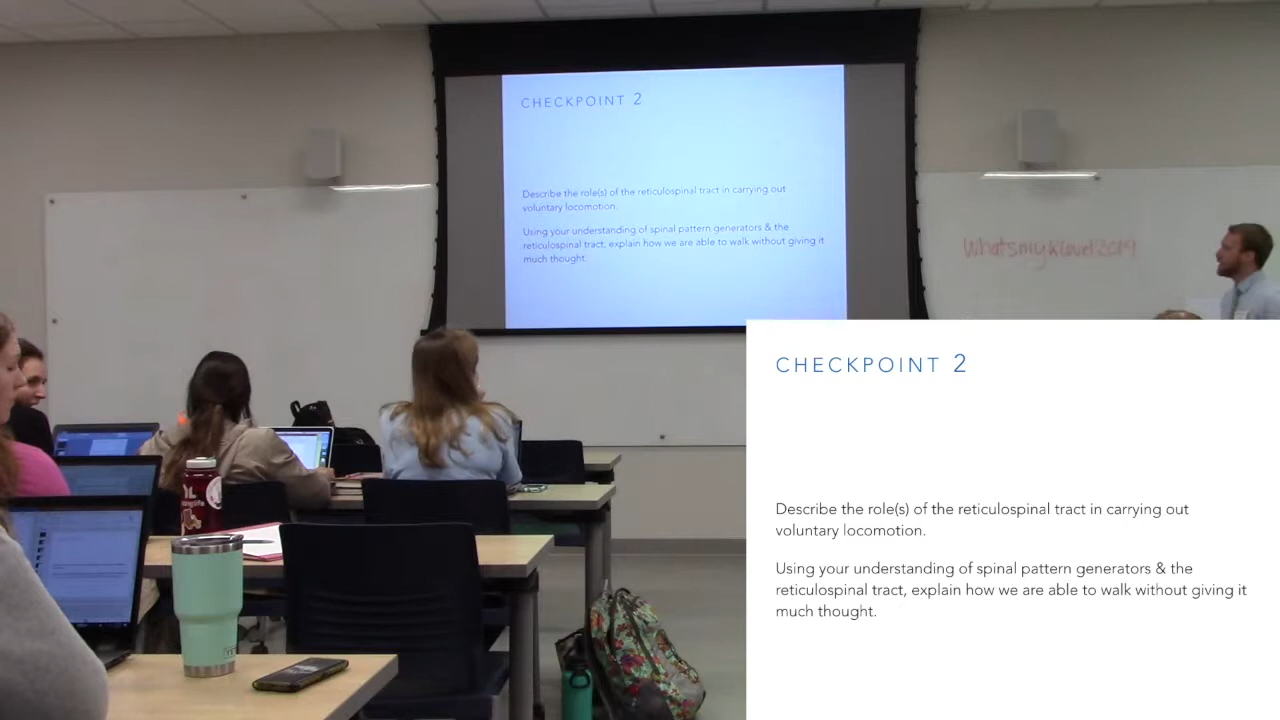 CHECKPOINT 2
Describe the role(s) of the reticulospinal tract in carrying out
voluntary locomotion.
Using your understanding of spinal pattern generators & the
reticulospinal tract, explain how we are able to walk without giving it
much thought.
CHECKPOINT 2
Describe the role(s) of the reticulospinal tract in carrying out
voluntary locomotion.
Using your understanding of spinal pattern generators & the
reticulospinal tract, explain how we are able to walk without giving it
much thought.